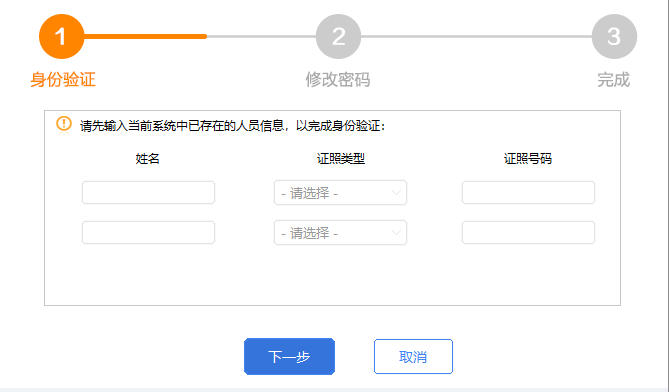 1 2 3
身份验证 修改密码 完成
请先输入当前系统中已存在的人员信息，以完成身份验证：
姓名 证照类型 证照号码
- 请选择 -
- 请选择 -
下一步 取消